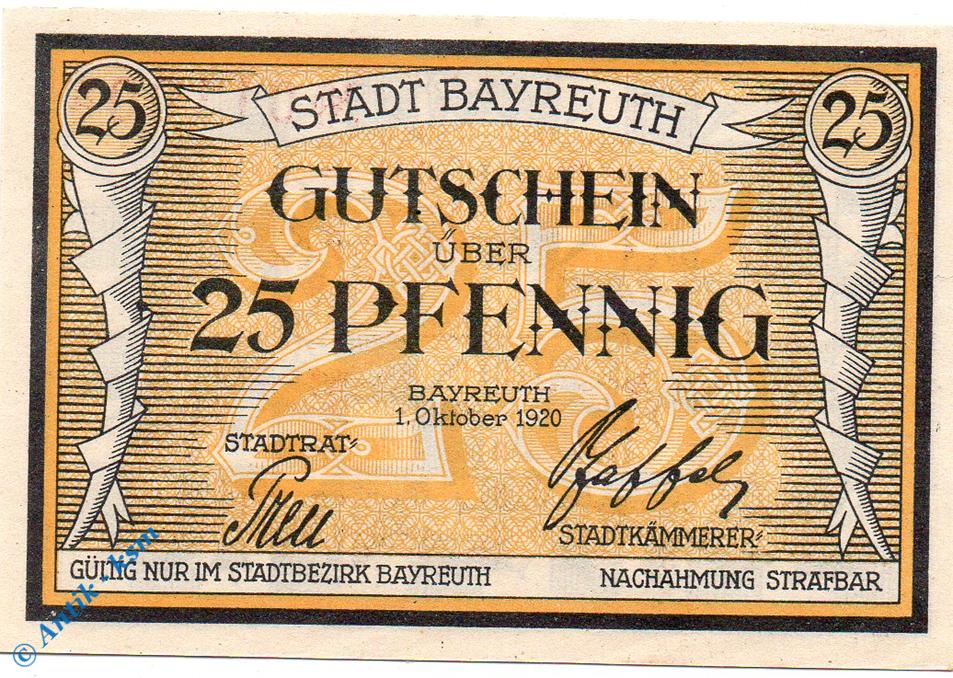 25
STADT BAYREUTH
25
GUTSCHEIN
ÜBER
25 PFENNIG
25
BAYREUTH
1. Oktober 1920
STADTRAT
STADTKÄMMERER
GÜLTIG NUR IM STADTBEZIRK BAYREUTH
NACHAHMUNG STRAFBAR
© Antik - ksm